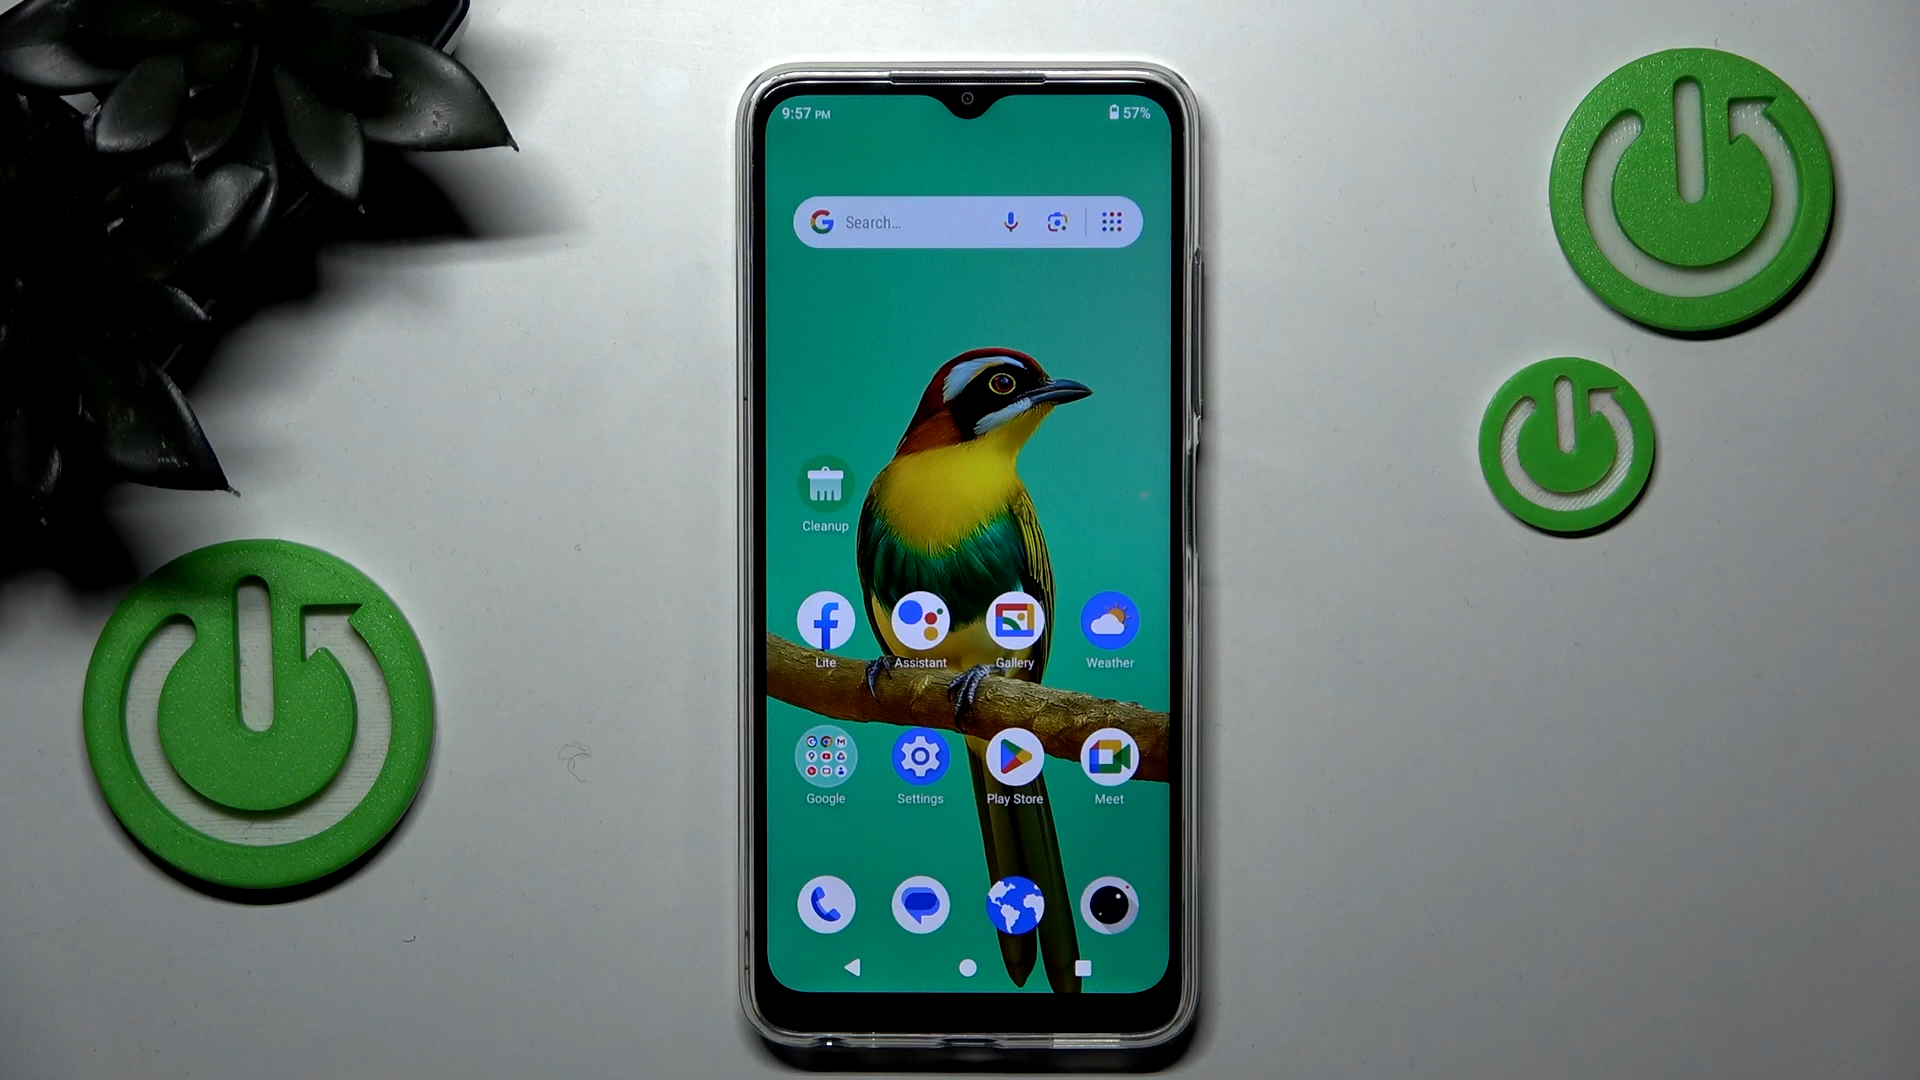 9:57 PM 57%
Search...
Cleanup
Lite Assistant Gallery Weather
Google Settings Play Store Meet